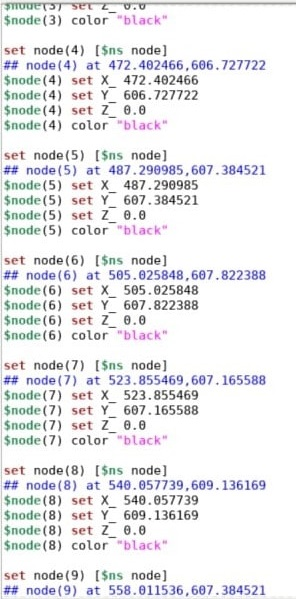 $node(3) set Z_ 0.0
$node(3) color "black"
set node(4) [$ns node]
## node(4) at 472.402466,606.727722
$node(4) set X_ 472.402466
$node(4) set Y_ 606.727722
$node(4) set Z_ 0.0
$node(4) color "black"
set node(5) [$ns node]
## node(5) at 487.290985,607.384521
$node(5) set X_ 487.290985
$node(5) set Y_ 607.384521
$node(5) set Z_ 0.0
$node(5) color "black"
set node(6) [$ns node]
## node(6) at 505.025848,607.822388
$node(6) set X_ 505.025848
$node(6) set Y_ 607.822388
$node(6) set Z_ 0.0
$node(6) color "black"
set node(7) [$ns node]
## node(7) at 523.855469,607.165588
$node(7) set X_ 523.855469
$node(7) set Y_ 607.165588
$node(7) set Z_ 0.0
$node(7) color "black"
set node(8) [$ns node]
## node(8) at 540.057739,609.136169
$node(8) set X_ 540.057739
$node(8) set Y_ 609.136169
$node(8) set Z_ 0.0
$node(8) color "black"
set node(9) [$ns node]
## node(9) at 558.011536,607.384521